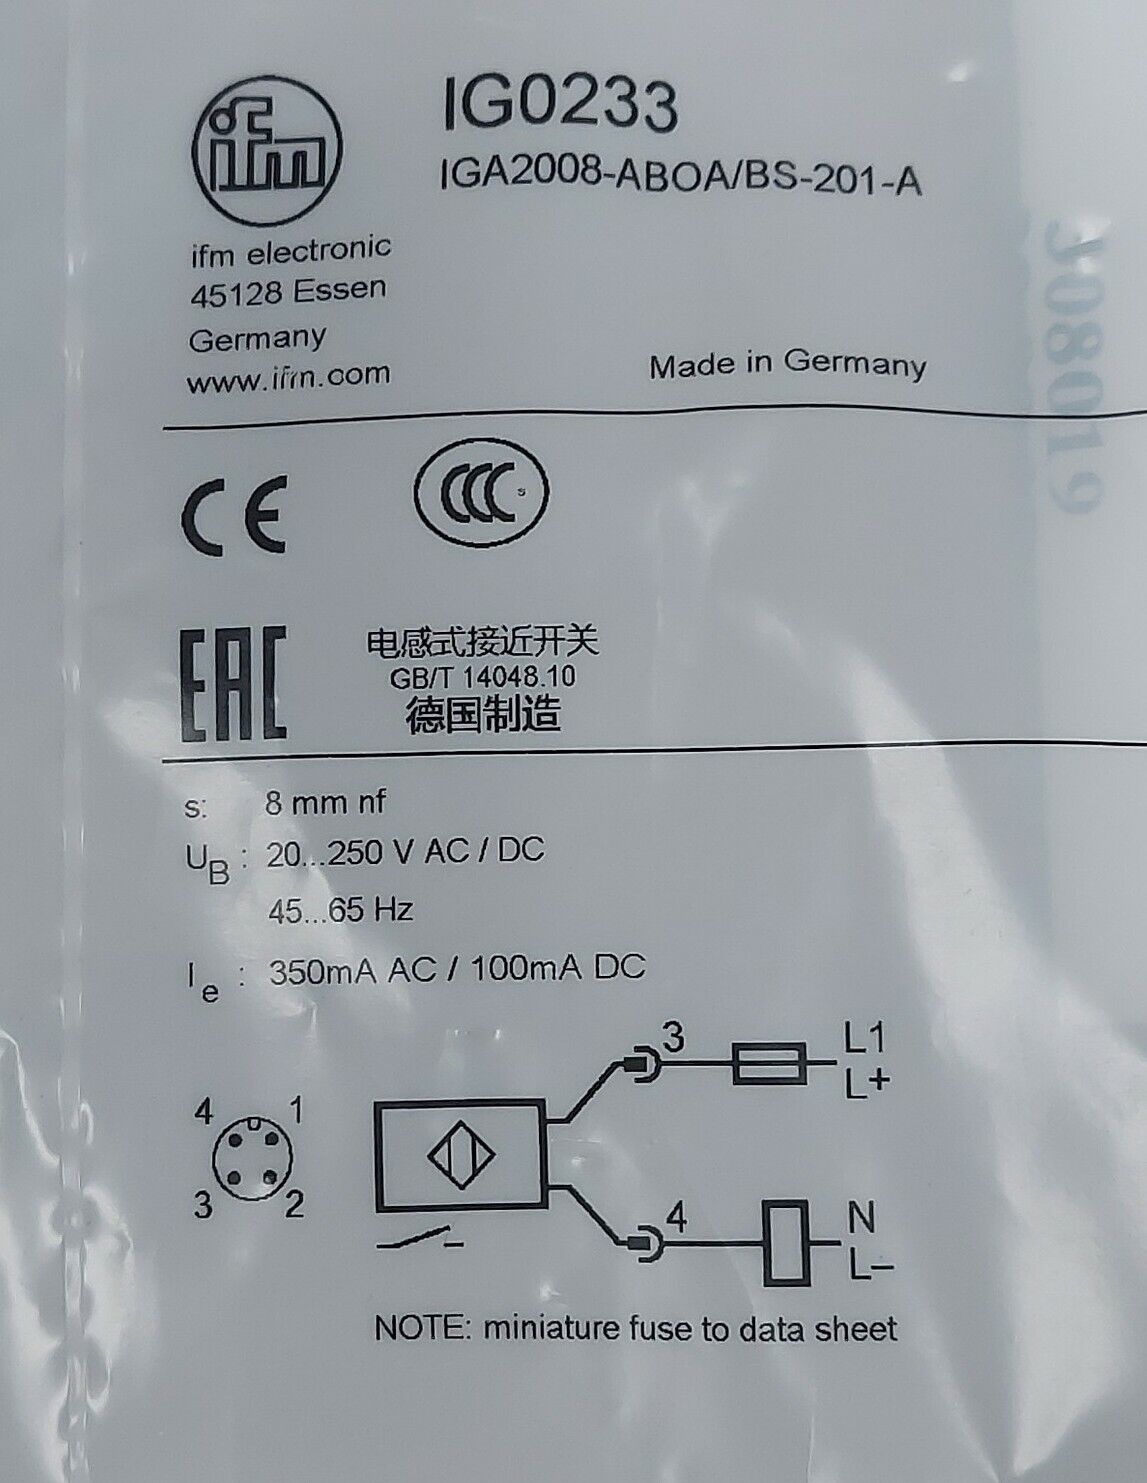 ifm
IG0233
IGA2008-ABOA/BS-201-A
ifm electronic
45128 Essen
Germany
www.ifm.com
Made in Germany
308019
CE
CCC S
EAC
电感式接近开关
GB/T 14048.10
德国制造
s: 8 mm nf
UB : 20...250 V AC / DC
45...65 Hz
Ie : 350mA AC / 100mA DC
3 L1
L+
4 1
3 2
4 N
L–
NOTE: miniature fuse to data sheet